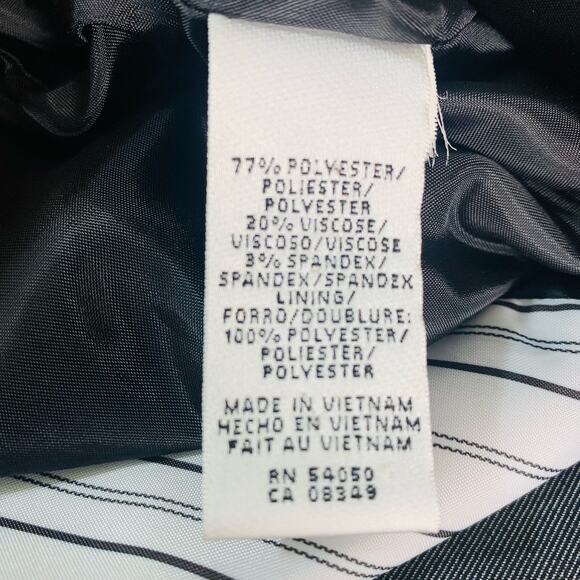 77% POLYESTER/
POLIESTER/
POLYESTER
20% VISCOSE/
VISCOSO/VISCOSE
3% SPANDEX/
SPANDEX/SPANDEX
LINING/
FORRO/DOUBLURE:
100% POLYESTER/
POLIESTER/
POLYESTER
MADE IN VIETNAM
HECHO EN VIETNAM
FAIT AU VIETNAM
RN 54050
CA 08349